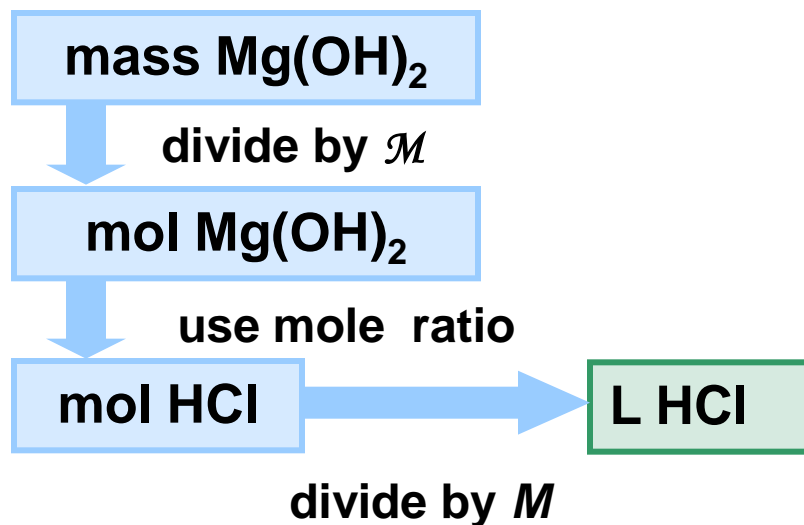 mass Mg(OH)₂
divide by ℳ
mol Mg(OH)₂
use mole ratio
mol HCl
L HCl
divide by M